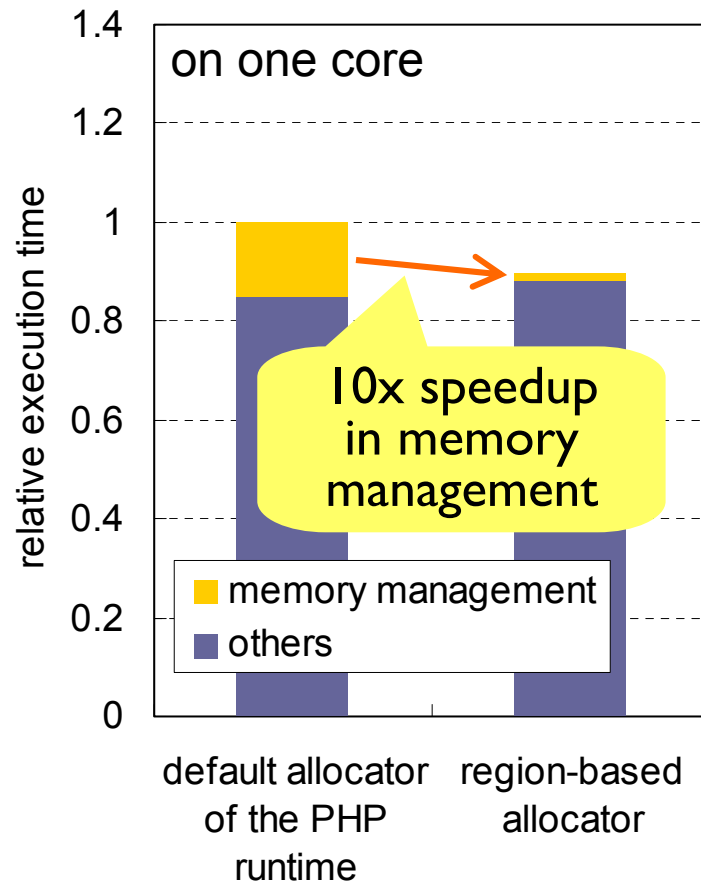 on one core
relative execution time
1.4
1.2
1
0.8
0.6
0.4
0.2
0
10x speedup
in memory
management
memory management
others
default allocator
of the PHP
runtime
region-based
allocator